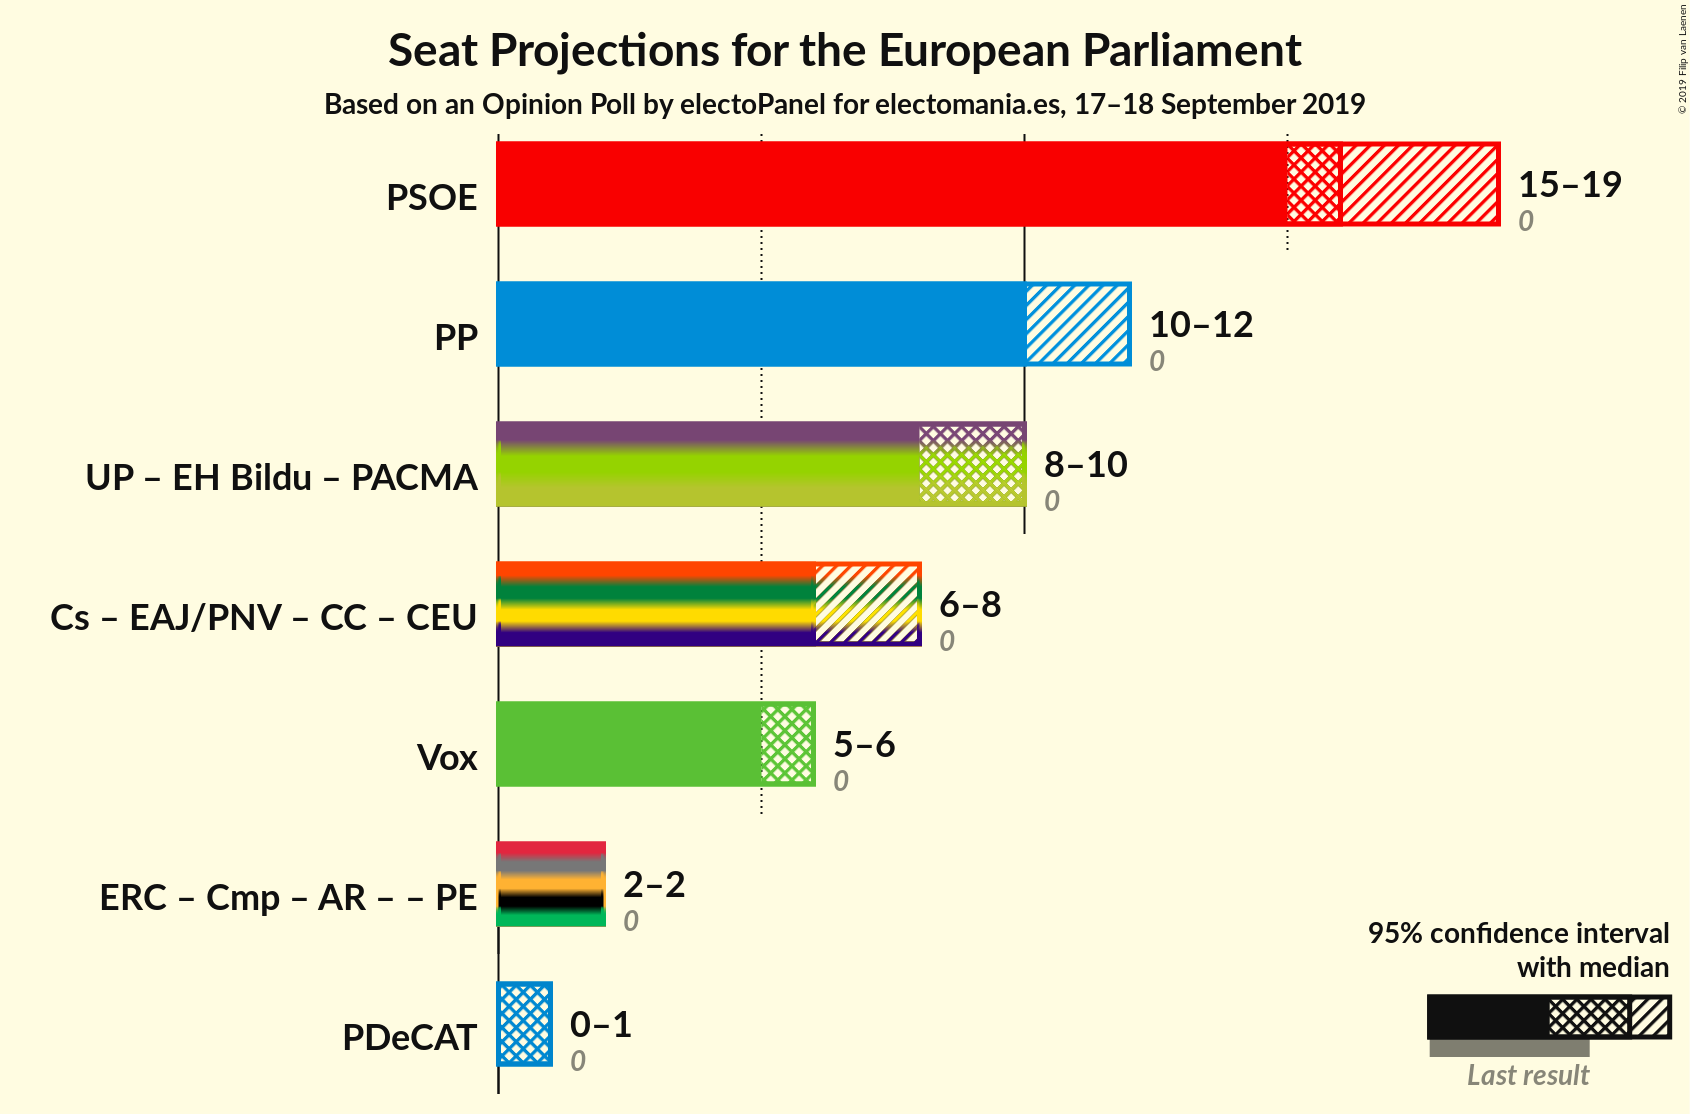 Seat Projections for the European Parliament
Based on an Opinion Poll by electoPanel for electomania.es, 17–18 September 2019
© 2019 Filip van Laenen
PSOE
15–19
0
PP
10–12
0
UP – EH Bildu – PACMA
8–10
0
Cs – EAJ/PNV – CC – CEU
6–8
0
Vox
5–6
0
ERC – Cmp – AR – – PE
2–2
0
PDeCAT
0–1
0
95% confidence interval
with median
Last result